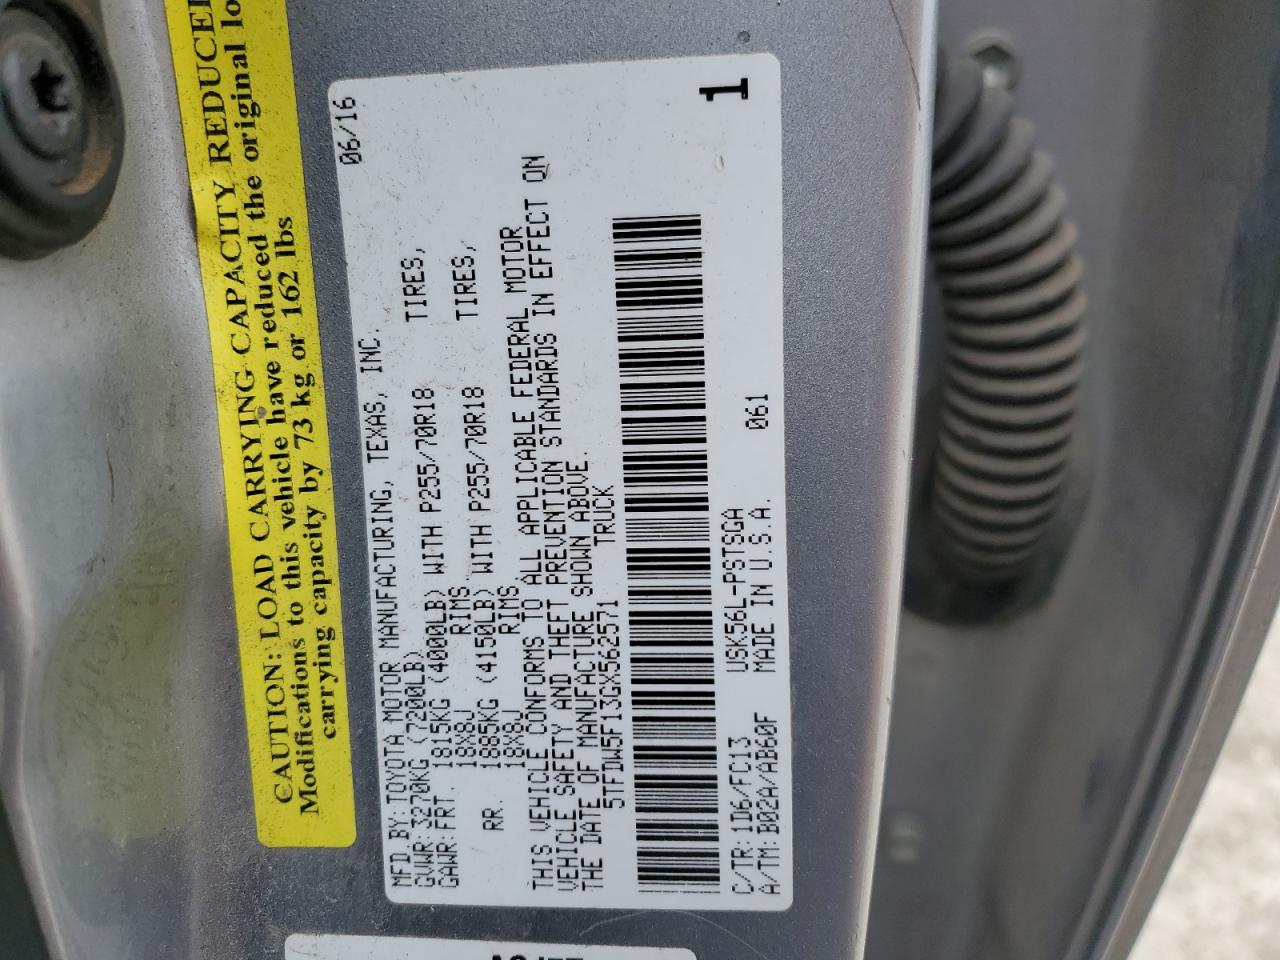 CAUTION: LOAD CARRYING CAPACITY REDUCED
Modifications to this vehicle have reduced the original
carrying capacity by 73 kg or 162 lbs
MFD BY: TOYOTA MOTOR MANUFACTURING, TEXAS, INC. 06/16
GVWR: 3270KG (7200LB)
GAWR: FRT. 1815KG (4000LB) WITH P255/70R18 TIRES,
18X8J RIMS
RR. 1885KG (4150LB) WITH P255/70R18 TIRES,
18X8J RIMS
THIS VEHICLE CONFORMS TO ALL APPLICABLE FEDERAL MOTOR
VEHICLE SAFETY AND THEFT PREVENTION STANDARDS IN EFFECT ON
THE DATE OF MANUFACTURE SHOWN ABOVE.
5TFDW5F13GX562571 TRUCK
1
C/TR: 1D6/FC13 USK56L-PSTSGA 061
A/TM: B02A/AB60F MADE IN U.S.A.